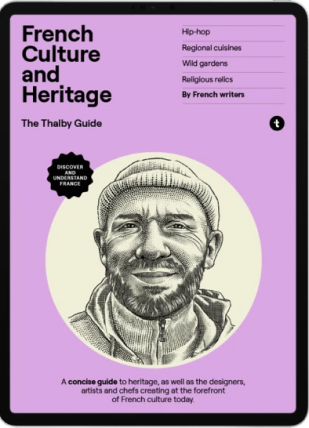 French
Culture
and
Heritage
Hip-hop
Regional cuisines
Wild gardens
Religious relics
By French writers
The Thalby Guide
t
DISCOVER
AND
UNDERSTAND
FRANCE
A concise guide to heritage, as well as the designers,
artists and chefs creating at the forefront
of French culture today.